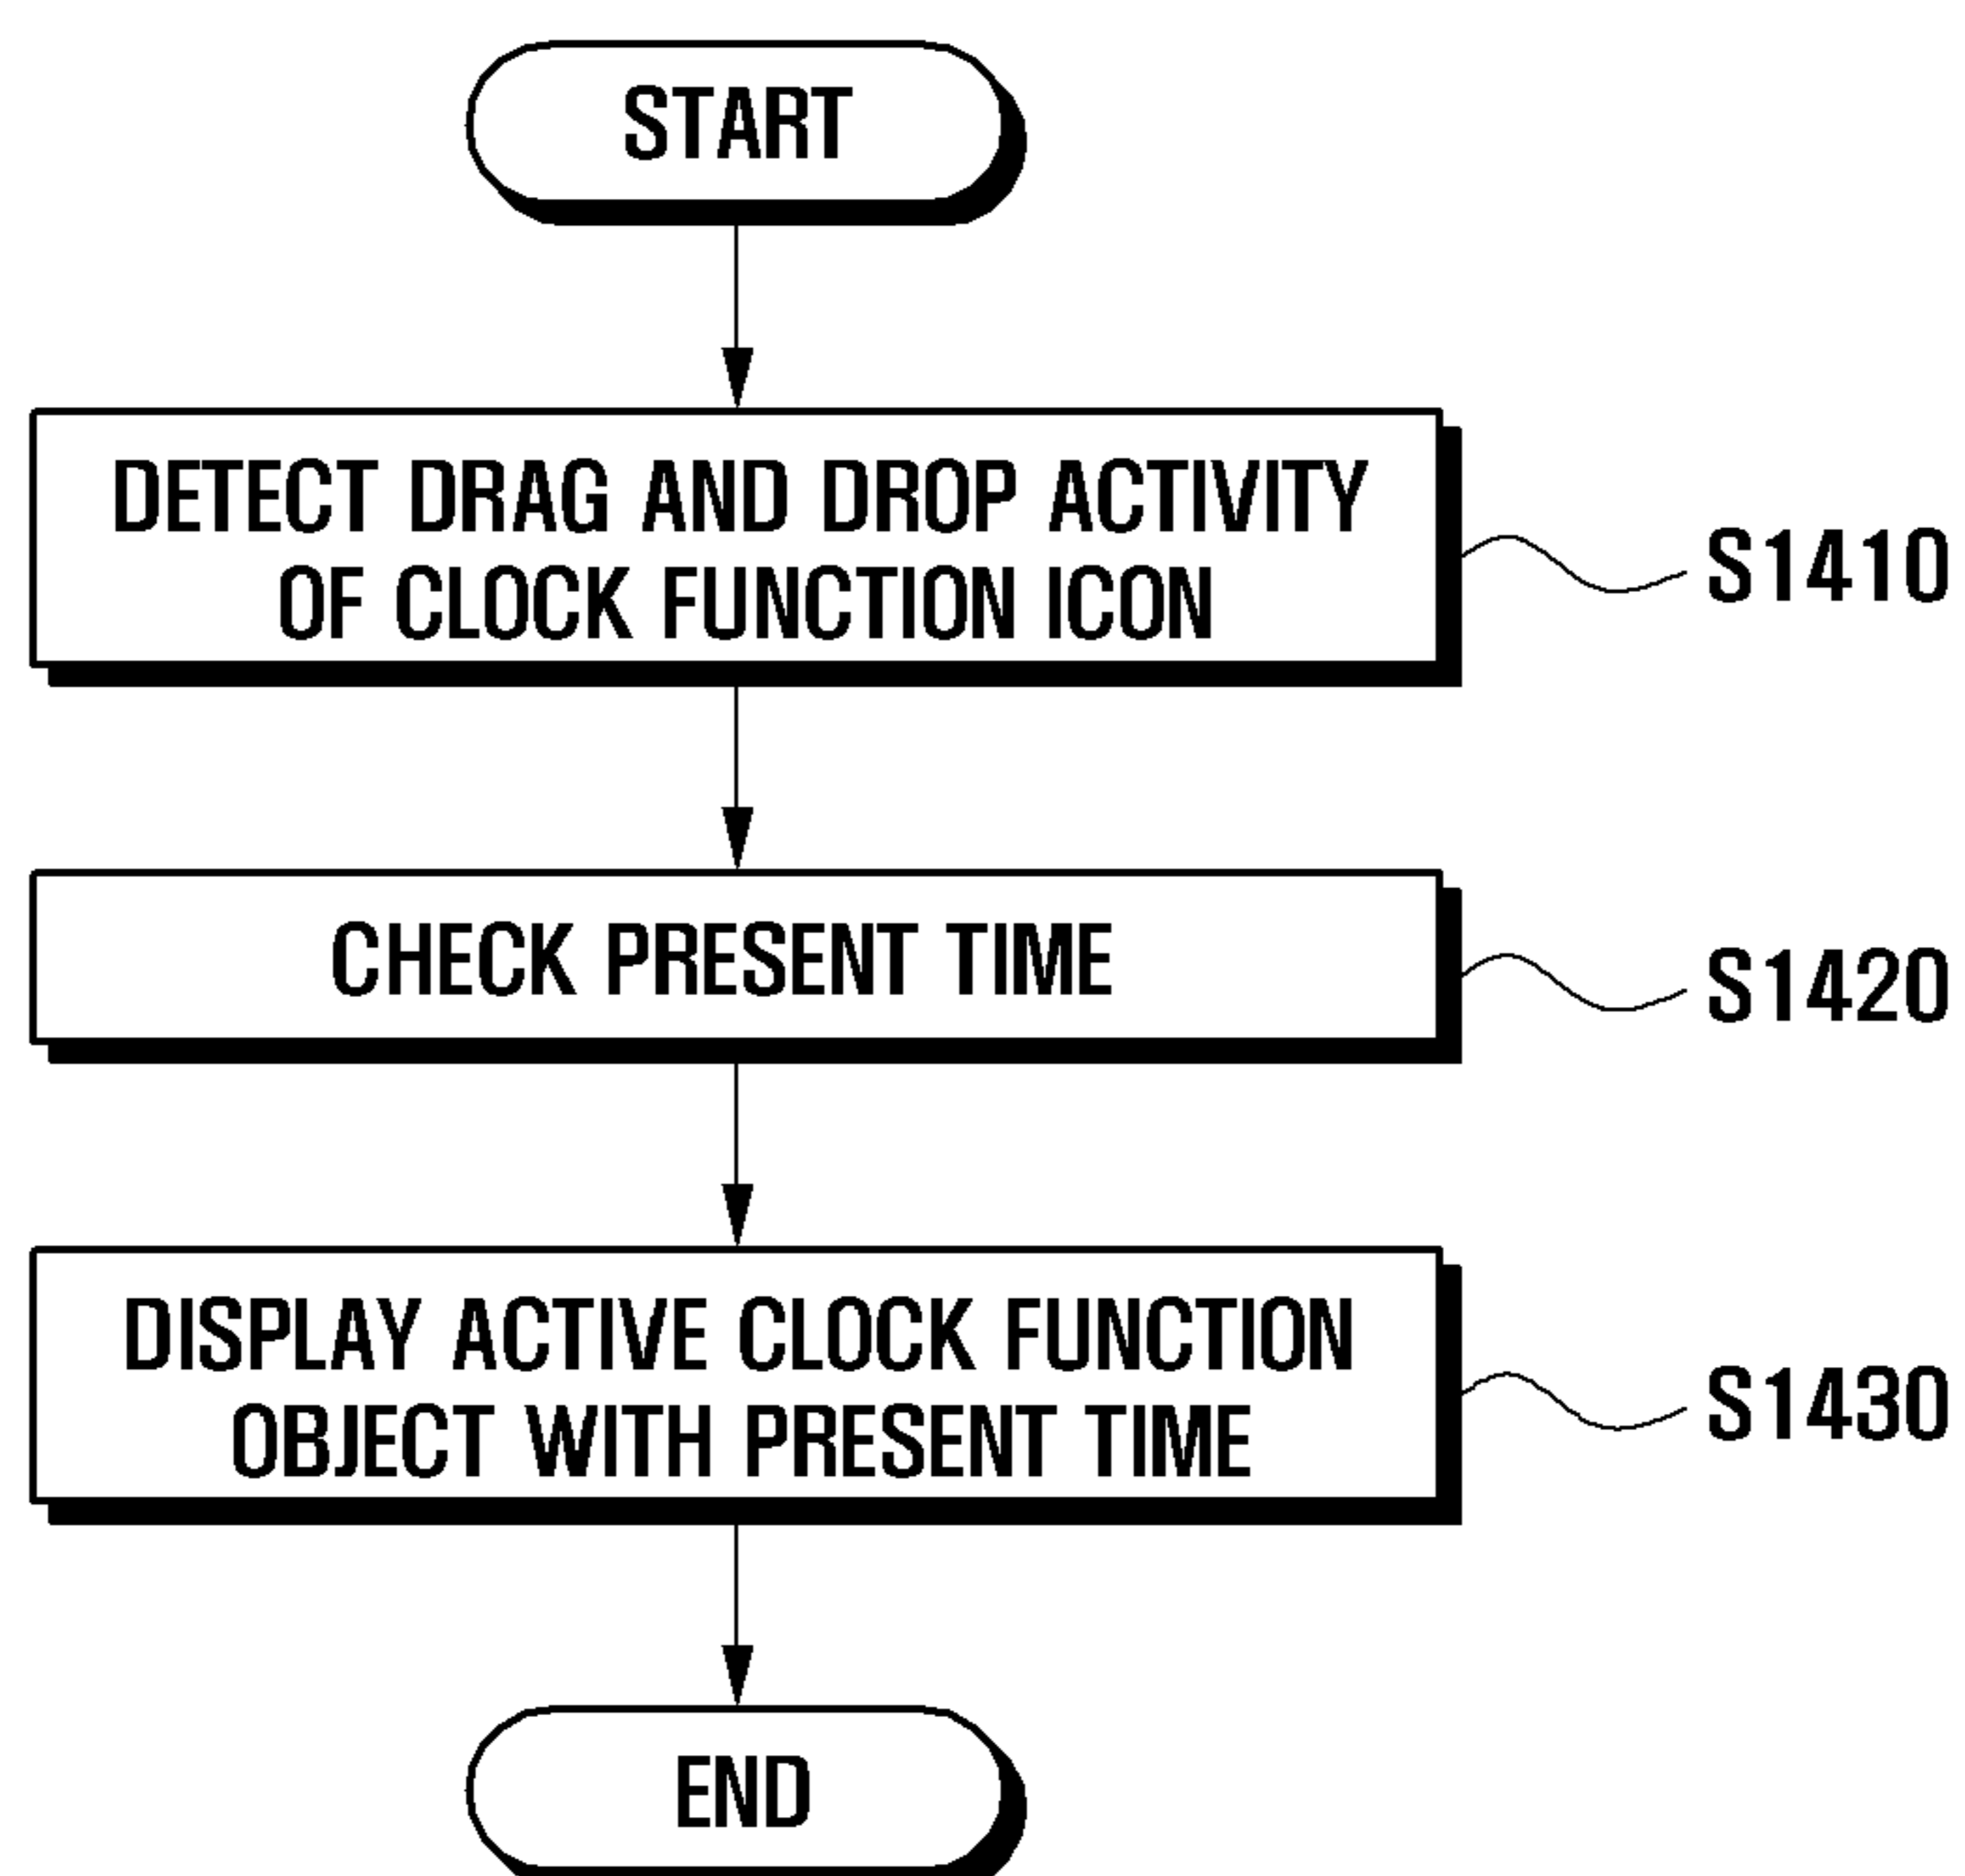 START
DETECT DRAG AND DROP ACTIVITY
OF CLOCK FUNCTION ICON
S1410
CHECK PRESENT TIME
S1420
DISPLAY ACTIVE CLOCK FUNCTION
OBJECT WITH PRESENT TIME
S1430
END